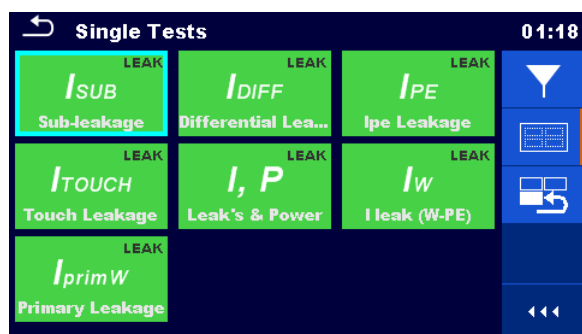 Single Tests 01:18
LEAK LEAK LEAK
ISUB IDIFF IPE
Sub-leakage Differential Lea... Ipe Leakage
LEAK LEAK LEAK
ITOUCH I, P IW
Touch Leakage Leak's & Power I leak (W-PE)
LEAK
IprimW
Primary Leakage